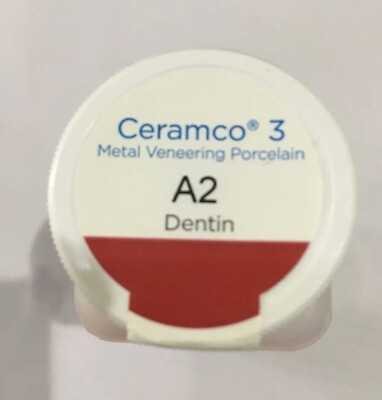 Ceramco® 3
Metal Veneering Porcelain
A2
Dentin